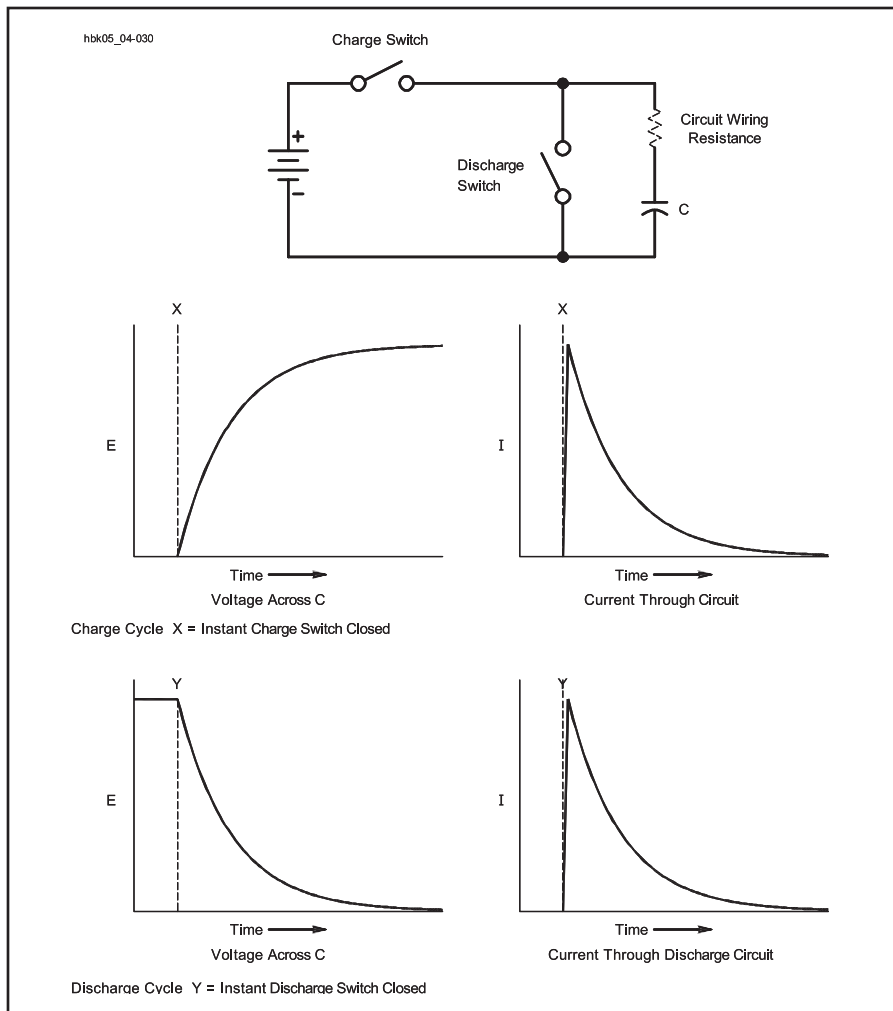 hbk05_04-030
Charge Switch
+
-
Discharge
Switch
Circuit Wiring
Resistance
C
X
E
Time
Voltage Across C
X
I
Time
Current Through Circuit
Charge Cycle X = Instant Charge Switch Closed
Y
E
Time
Voltage Across C
Y
I
Time
Current Through Discharge Circuit
Discharge Cycle Y = Instant Discharge Switch Closed